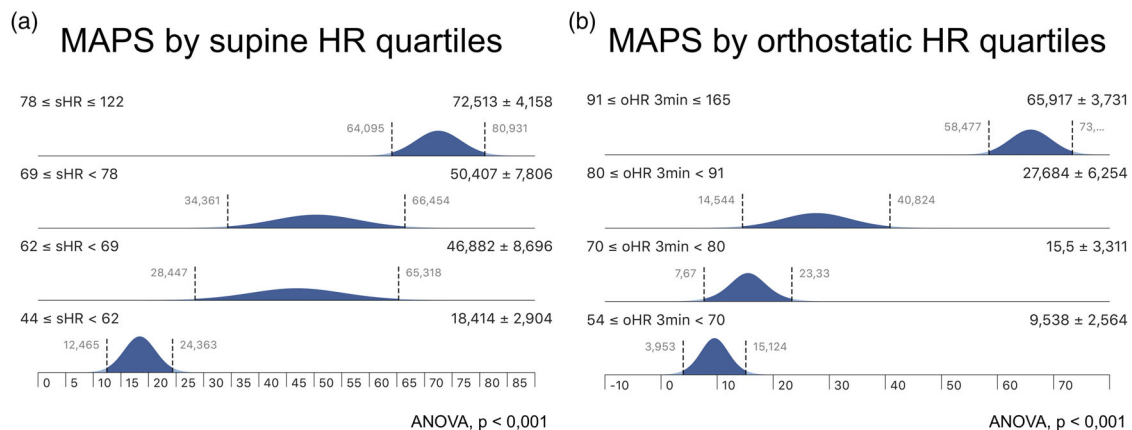 (a) MAPS by supine HR quartiles
78 ≤ sHR ≤ 122 72,513 ± 4,158
64,095 80,931
69 ≤ sHR < 78 50,407 ± 7,806
34,361 66,454
62 ≤ sHR < 69 46,882 ± 8,696
28,447 65,318
44 ≤ sHR < 62 18,414 ± 2,904
12,465 24,363
0 5 10 15 20 25 30 35 40 45 50 55 60 65 70 75 80 85
ANOVA, p < 0,001
(b) MAPS by orthostatic HR quartiles
91 ≤ oHR 3min ≤ 165 65,917 ± 3,731
58,477 73,...
80 ≤ oHR 3min < 91 27,684 ± 6,254
14,544 40,824
70 ≤ oHR 3min < 80 15,5 ± 3,311
7,67 23,33
54 ≤ oHR 3min < 70 9,538 ± 2,564
3,953 15,124
-10 0 10 20 30 40 50 60 70
ANOVA, p < 0,001